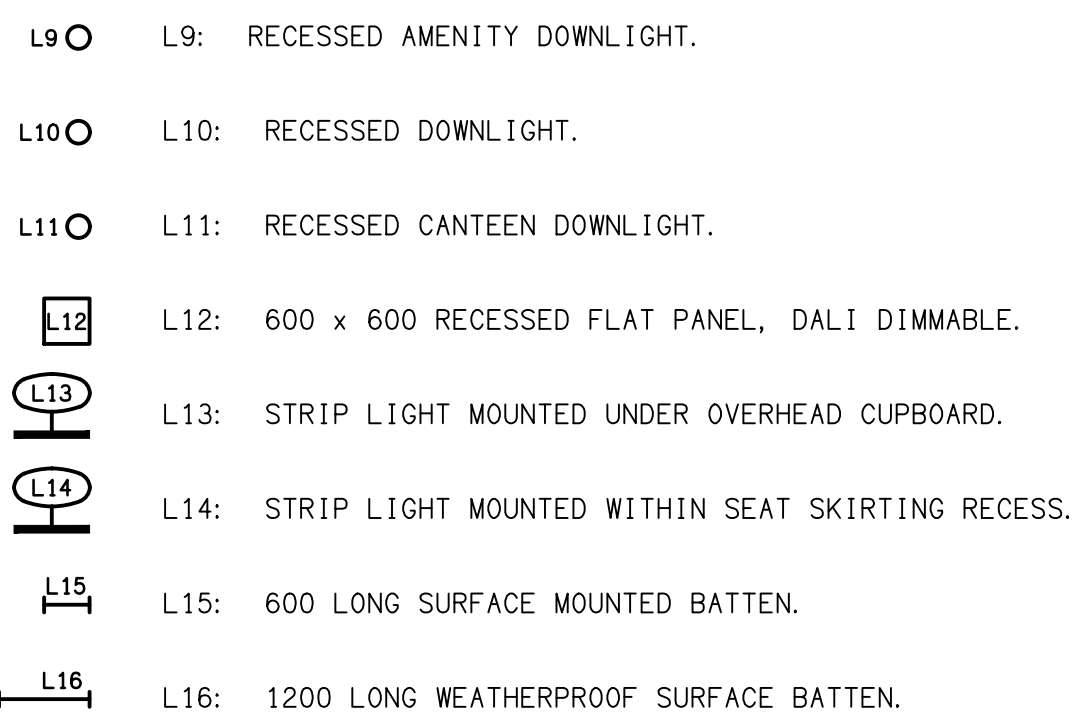 L9 L9: RECESSED AMENITY DOWNLIGHT.
L10 L10: RECESSED DOWNLIGHT.
L11 L11: RECESSED CANTEEN DOWNLIGHT.
L12 L12: 600 x 600 RECESSED FLAT PANEL, DALI DIMMABLE.
L13 L13: STRIP LIGHT MOUNTED UNDER OVERHEAD CUPBOARD.
L14 L14: STRIP LIGHT MOUNTED WITHIN SEAT SKIRTING RECESS.
L15 L15: 600 LONG SURFACE MOUNTED BATTEN.
L16 L16: 1200 LONG WEATHERPROOF SURFACE BATTEN.